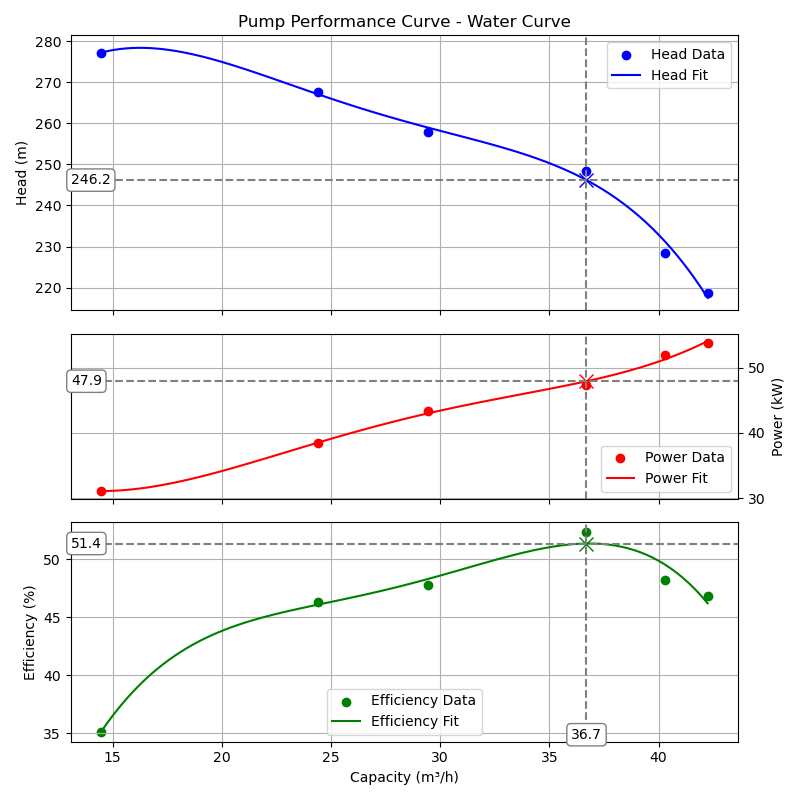 Pump Performance Curve - Water Curve
280
270
260
250
240
230
220
Head (m)
246.2
Head Data
Head Fit
47.9
50
40
30
Power (kW)
Power Data
Power Fit
51.4
50
45
40
35
Efficiency (%)
Efficiency Data
Efficiency Fit
36.7
15 20 25 30 35 40
Capacity (m³/h)